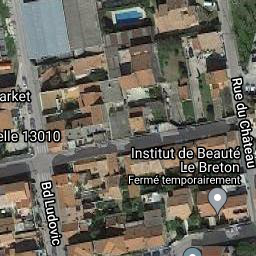 arket
elle 13010
Rue du Château
Institut de Beauté
Le Breton
Fermé temporairement
Bd Ludovic